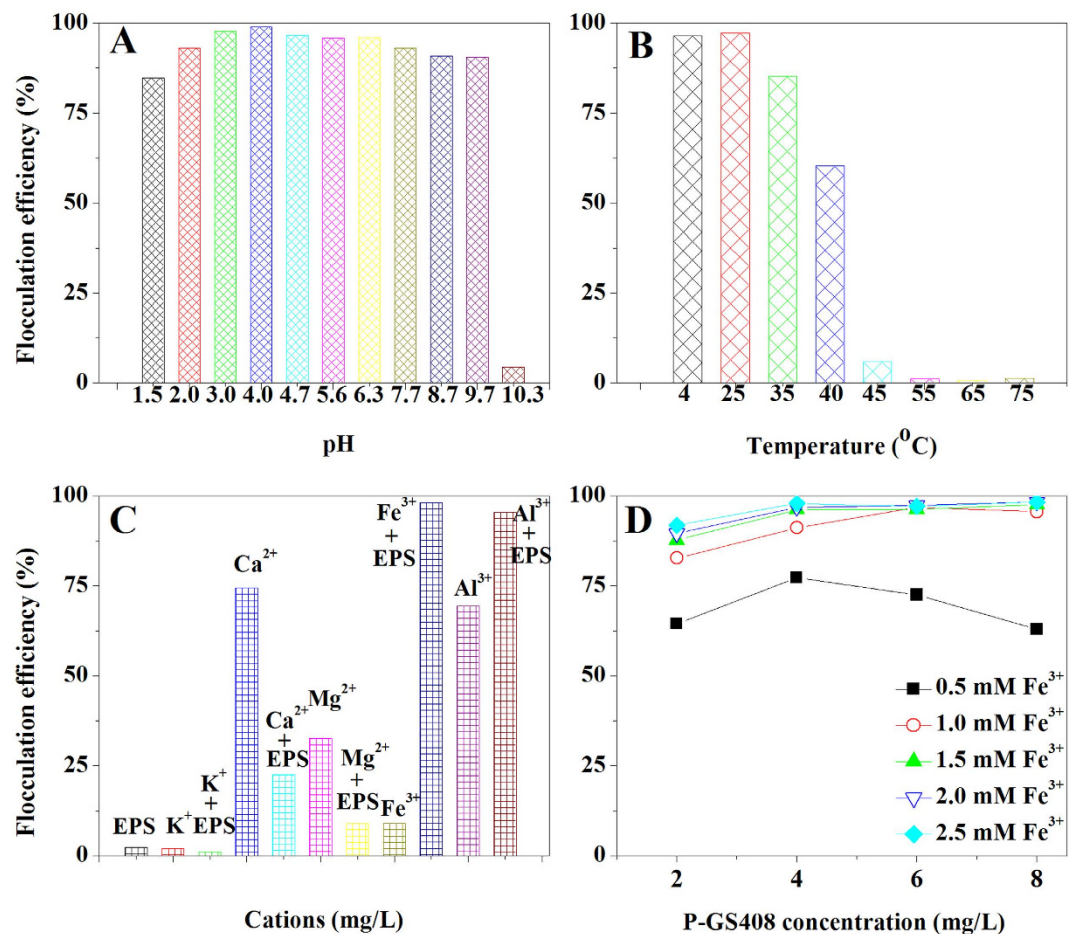 A
Flocculation efficiency (%)
100
75
50
25
0
1.5 2.0 3.0 4.0 4.7 5.6 6.3 7.7 8.7 9.7 10.3
pH
B
100
75
50
25
0
4 25 35 40 45 55 65 75
Temperature (⁰C)
C
Flocculation efficiency (%)
100
75
50
25
0
EPS
K⁺
K⁺
+
EPS
Ca²⁺
Ca²⁺
+
EPS
Mg²⁺
Mg²⁺
+
EPS
Fe³⁺
Fe³⁺
+
EPS
Al³⁺
Al³⁺
+
EPS
Cations (mg/L)
D
100
75
50
25
0
0.5 mM Fe³⁺
1.0 mM Fe³⁺
1.5 mM Fe³⁺
2.0 mM Fe³⁺
2.5 mM Fe³⁺
2 4 6 8
P-GS408 concentration (mg/L)